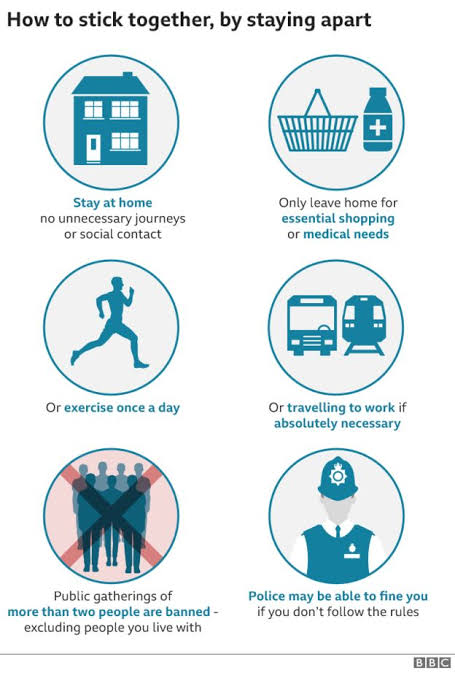 How to stick together, by staying apart
Stay at home
no unnecessary journeys
or social contact
Only leave home for
essential shopping
or medical needs
Or exercise once a day
Or travelling to work if
absolutely necessary
Public gatherings of
more than two people are banned -
excluding people you live with
Police may be able to fine you
if you don't follow the rules
BBC